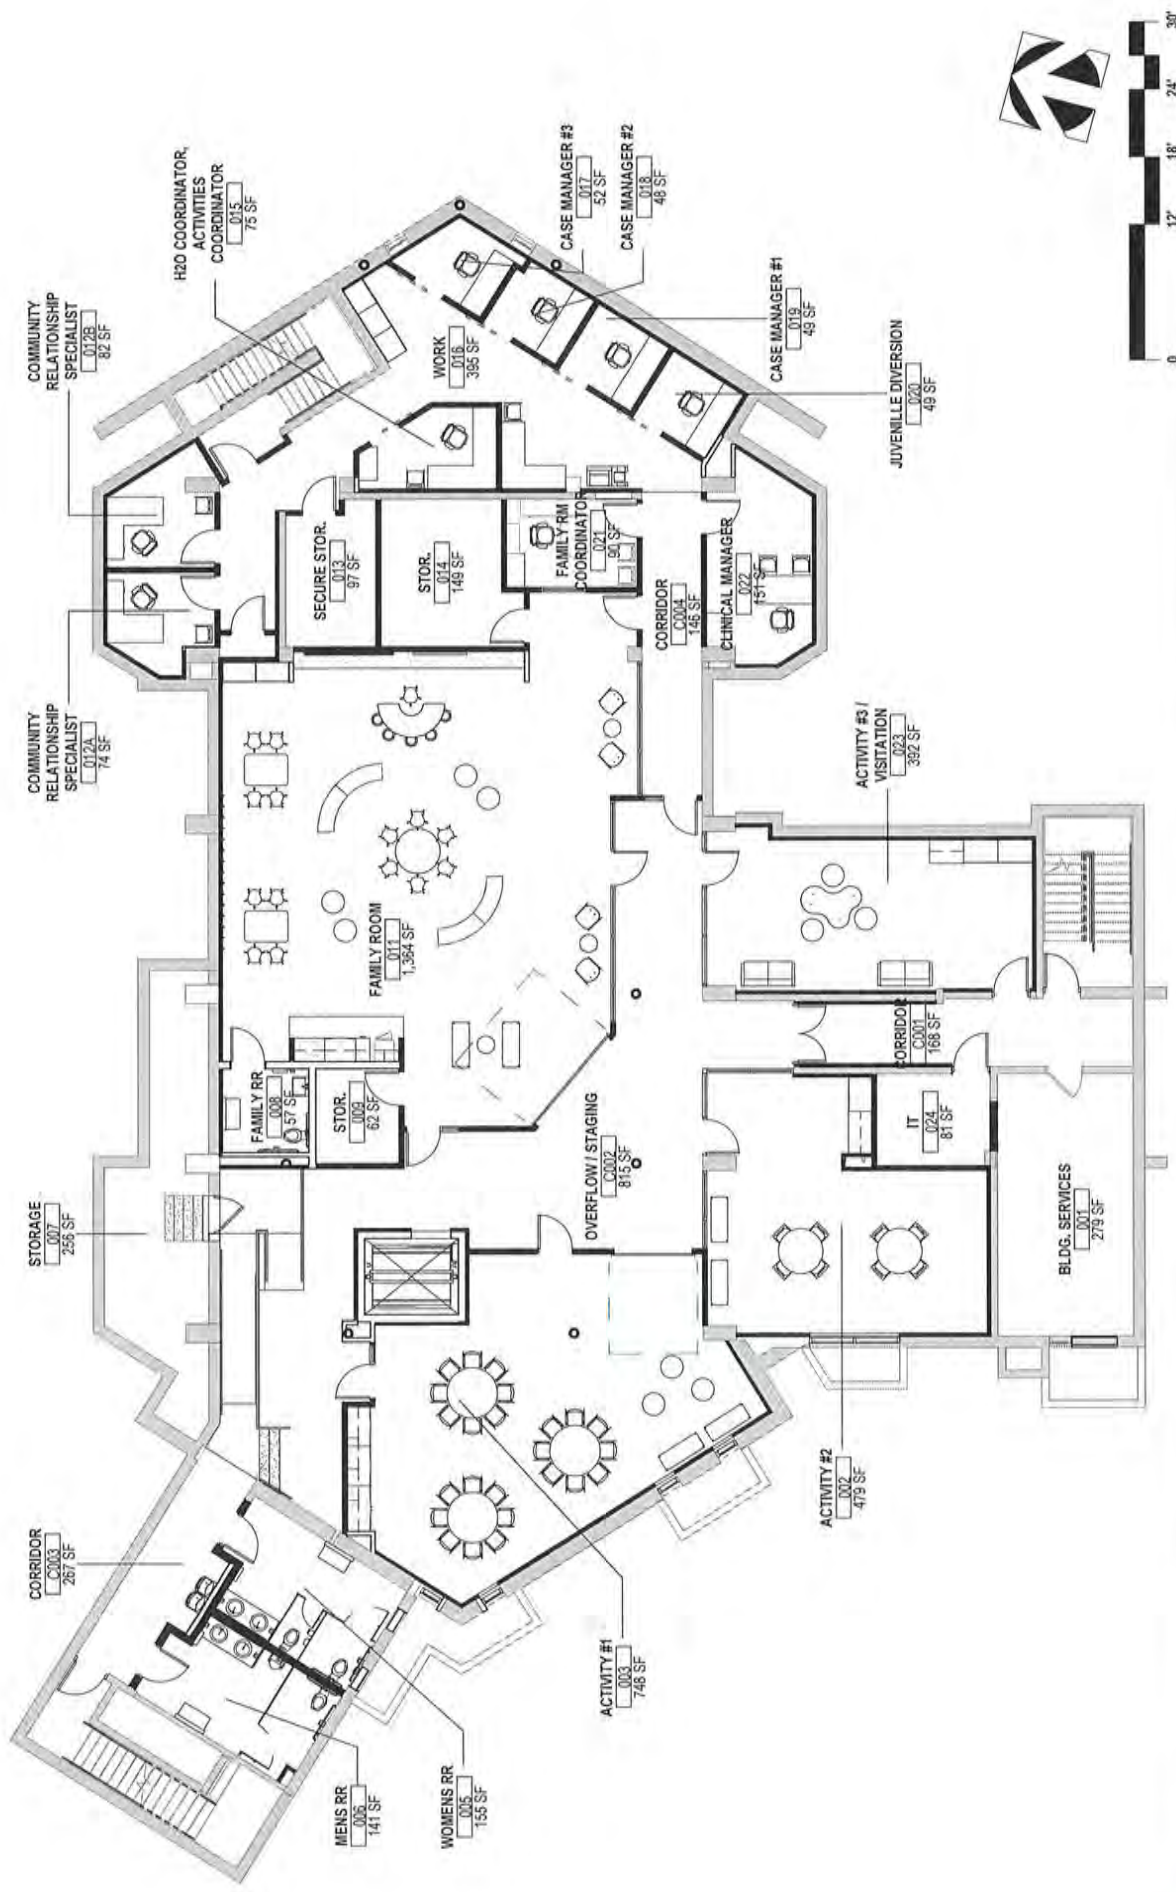 COMMUNITY
RELATIONSHIP
SPECIALIST
012B
82 SF
H2O COORDINATOR,
ACTIVITIES
COORDINATOR
015
75 SF
CASE MANAGER #3
017
52 SF
CASE MANAGER #2
018
48 SF
CASE MANAGER #1
019
49 SF
JUVENILLE DIVERSION
020
49 SF
WORK
016
395 SF
COMMUNITY
RELATIONSHIP
SPECIALIST
012A
74 SF
SECURE STOR.
013
97 SF
STOR.
014
149 SF
FAMILY RM
COORDINATOR
021
90 SF
CORRIDOR
C004
146 SF
CLINICAL MANAGER
022
151 SF
ACTIVITY #3 /
VISITATION
023
392 SF
FAMILY ROOM
011
1,364 SF
FAMILY RR
008
57 SF
STOR.
009
62 SF
CORRIDOR
C001
168 SF
IT
024
81 SF
OVERFLOW / STAGING
C002
815 SF
BLDG. SERVICES
001
279 SF
STORAGE
007
256 SF
ACTIVITY #2
002
479 SF
CORRIDOR
C003
267 SF
ACTIVITY #1
003
748 SF
MENS RR
006
141 SF
WOMENS RR
005
155 SF
0 12' 18' 24' 30'